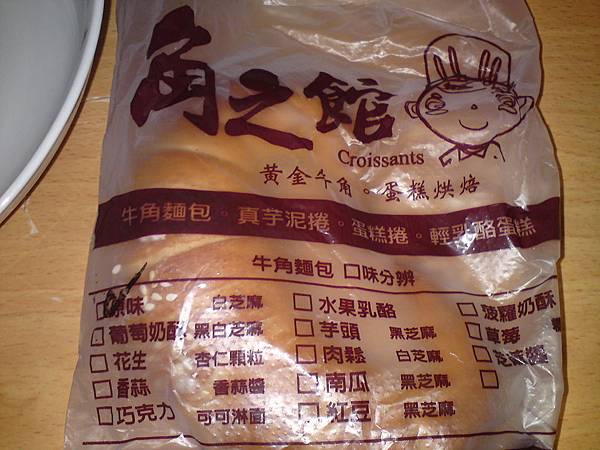 角之館
Croissants
黃金牛角。蛋糕烘焙
牛角麵包。真芋泥捲。蛋糕捲。輕乳酪蛋糕
牛角麵包 口味分辨
原味 白芝麻 水果乳酪 菠蘿奶酥
葡萄奶酥 黑白芝麻 芋頭 黑芝麻 草莓
花生 杏仁顆粒 肉鬆 白芝麻 芝麻醬
香蒜 香蒜醬 南瓜 黑芝麻
巧克力 可可淋面 紅豆 黑芝麻